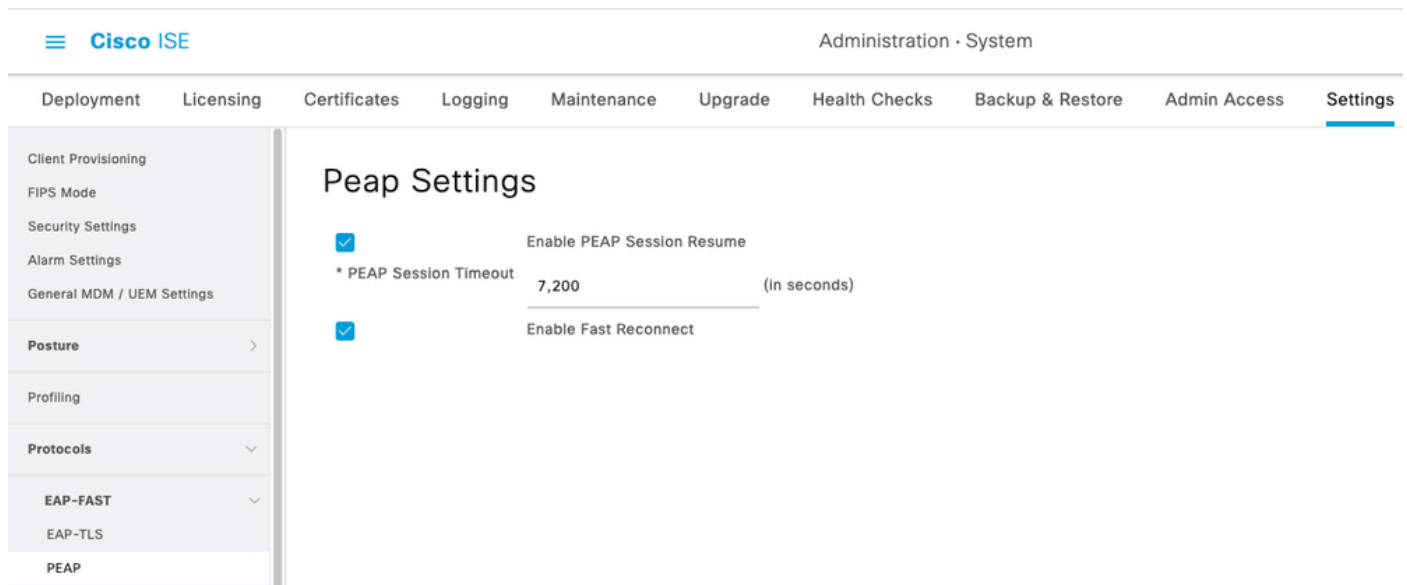 Cisco ISE
Administration · System
Deployment Licensing Certificates Logging Maintenance Upgrade Health Checks Backup & Restore Admin Access Settings
Client Provisioning
FIPS Mode
Security Settings
Alarm Settings
General MDM / UEM Settings
Posture
Profiling
Protocols
EAP-FAST
EAP-TLS
PEAP
Peap Settings
Enable PEAP Session Resume
* PEAP Session Timeout 7,200 (in seconds)
Enable Fast Reconnect